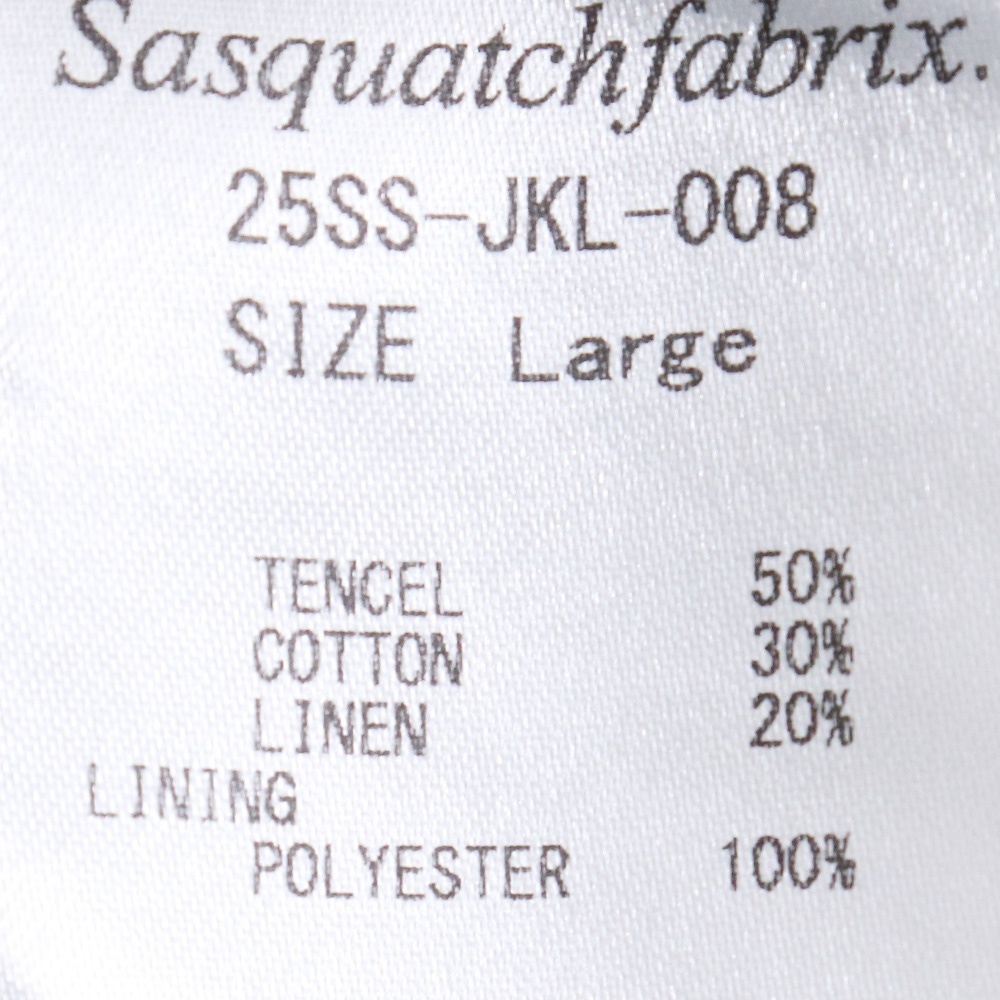 Sasquatchfabrix.
25SS-JKL-008
SIZE Large
TENCEL 50%
COTTON 30%
LINEN 20%
LINING
POLYESTER 100%